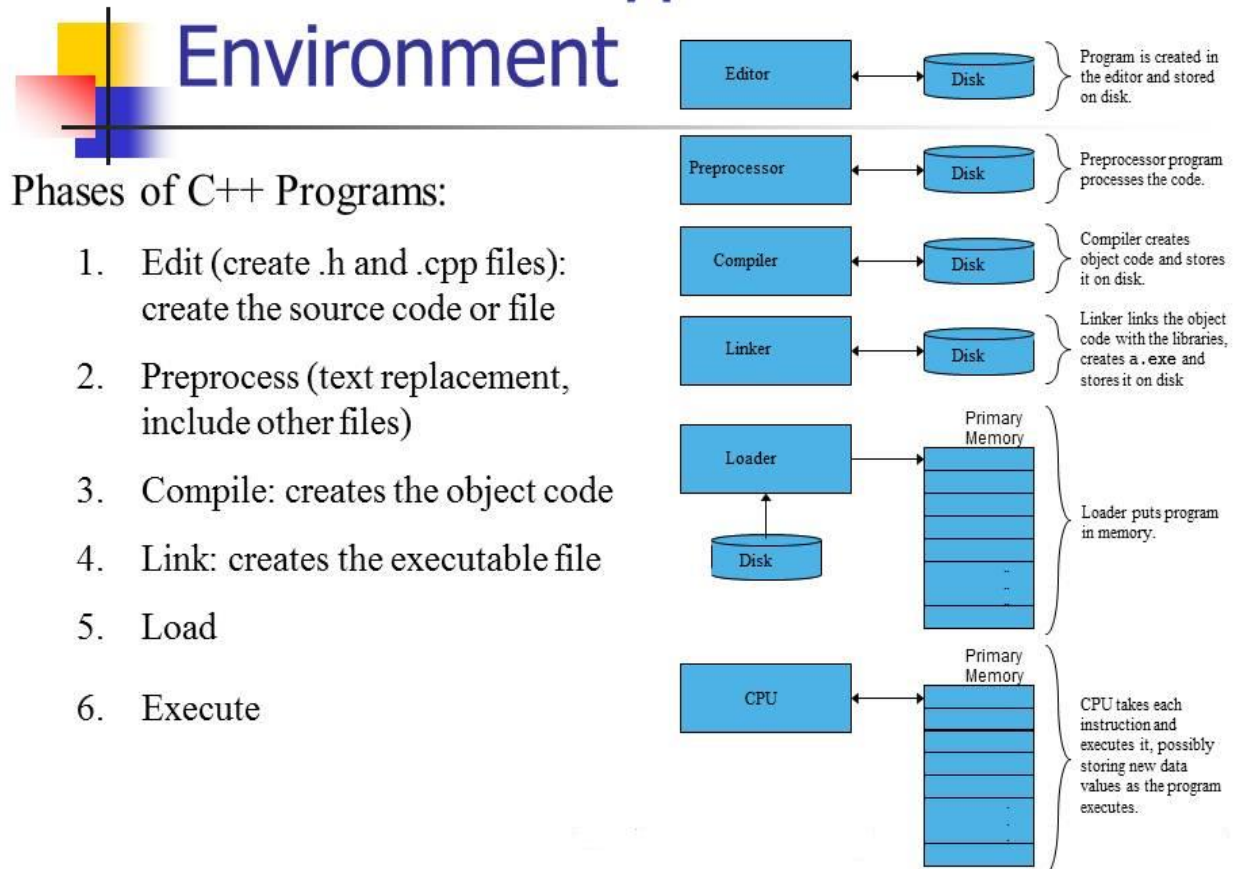 Environment
Phases of C++ Programs:
1. Edit (create .h and .cpp files):
create the source code or file
2. Preprocess (text replacement,
include other files)
3. Compile: creates the object code
4. Link: creates the executable file
5. Load
6. Execute
Editor
Disk
Program is created in
the editor and stored
on disk.
Preprocessor
Disk
Preprocessor program
processes the code.
Compiler
Disk
Compiler creates
object code and stores
it on disk.
Linker
Disk
Linker links the object
code with the libraries,
creates a.exe and
stores it on disk
Loader
Disk
Primary
Memory
Loader puts program
in memory.
CPU
Primary
Memory
CPU takes each
instruction and
executes it, possibly
storing new data
values as the program
executes.